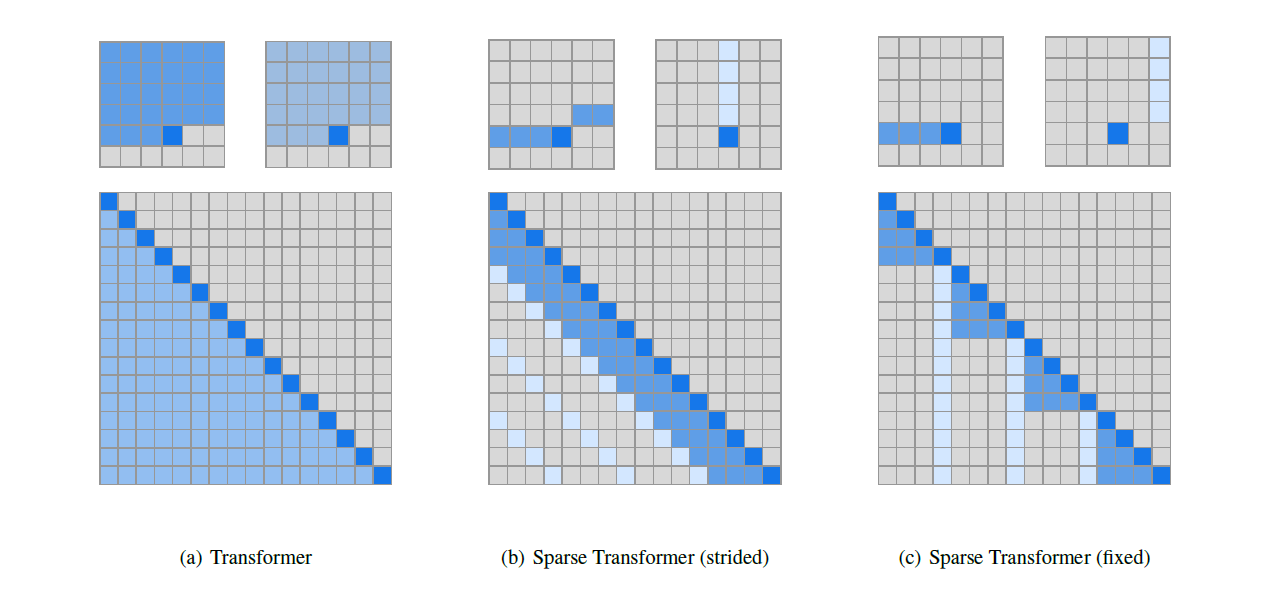 (a) Transformer
(b) Sparse Transformer (strided)
(c) Sparse Transformer (fixed)